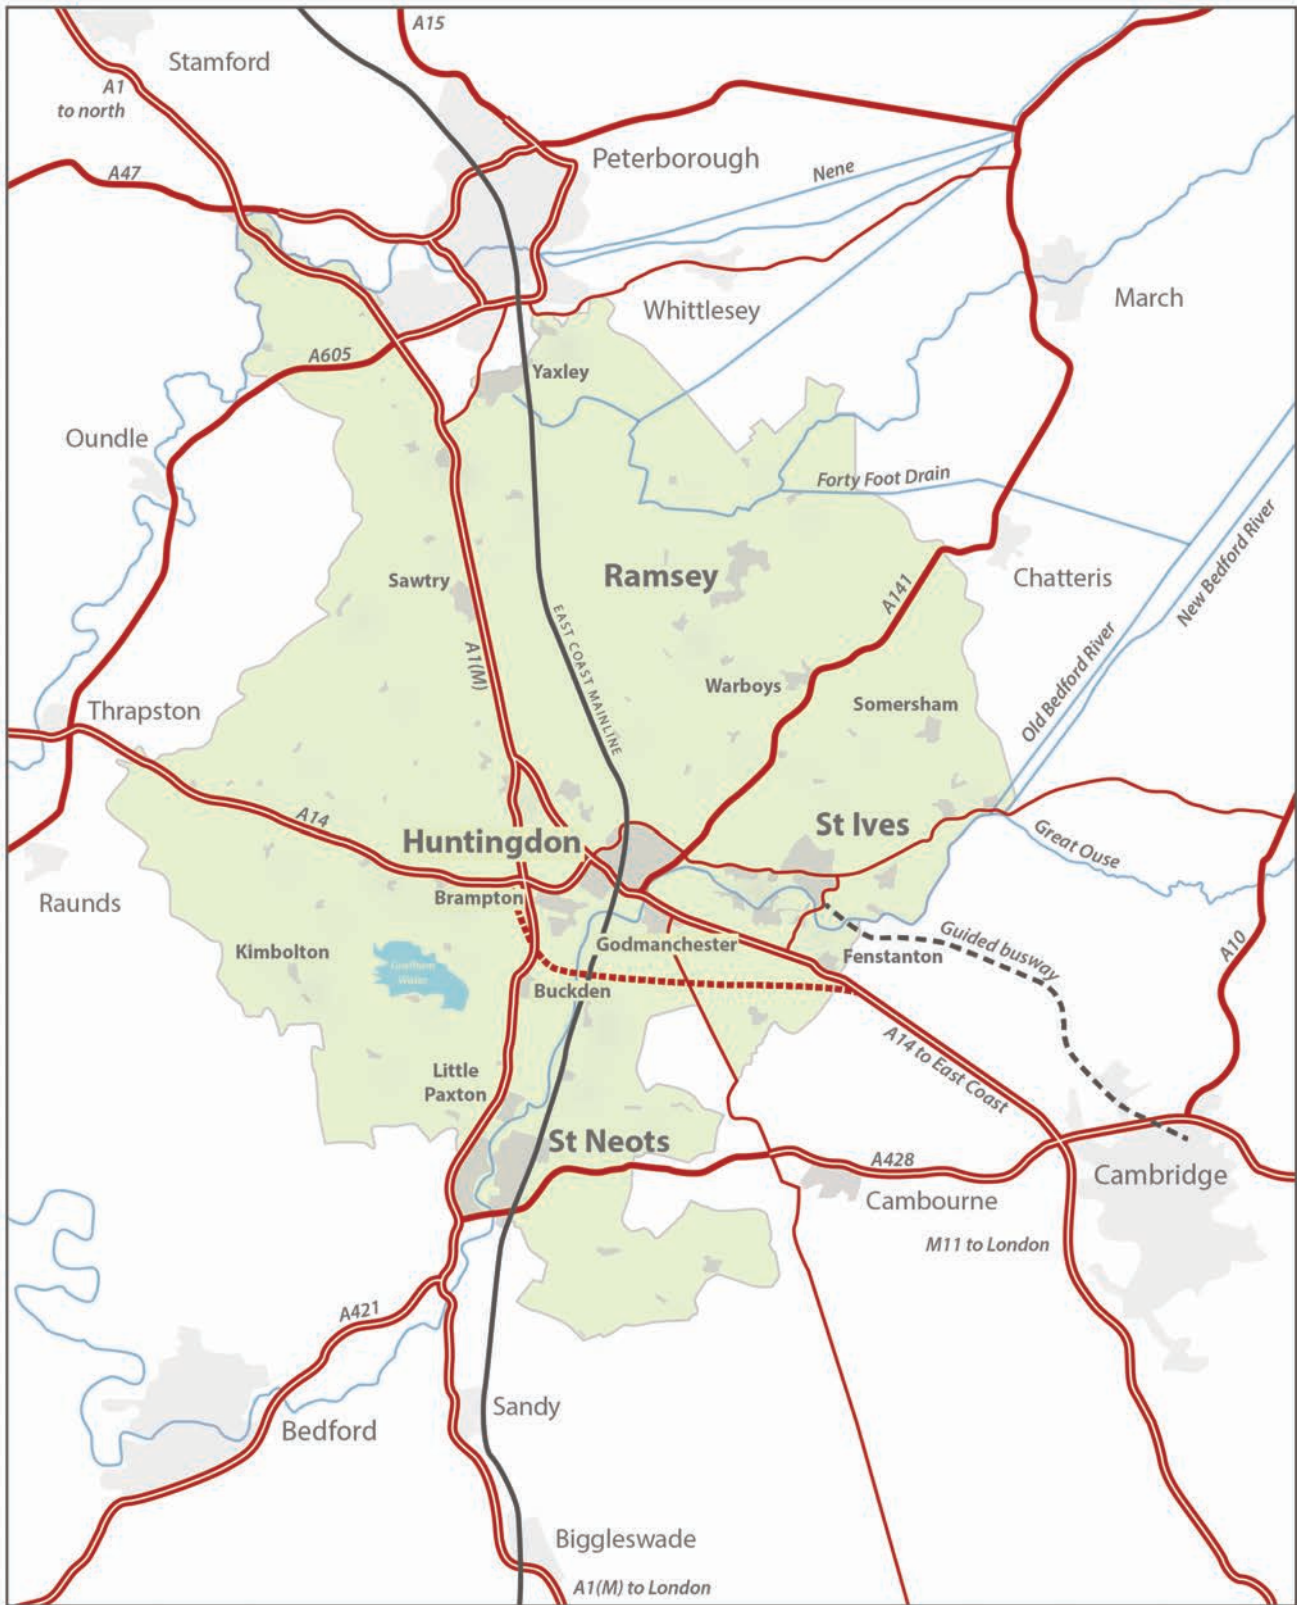 A15
Stamford
A1
to north
Peterborough
A47
Nene
March
Whittlesey
A605
Yaxley
Oundle
Forty Foot Drain
New Bedford River
Ramsey
Sawtry
Chatteris
A141
EAST COAST MAINLINE
A1(M)
Old Bedford River
Warboys
Somersham
Thrapston
A14
St Ives
Huntingdon
Great Ouse
Brampton
Raunds
Guided busway
A10
Godmanchester
Kimbolton
Fenstanton
Grafham
Water
Buckden
A14 to East Coast
Little
Paxton
St Neots
A428
Cambridge
Cambourne
M11 to London
A421
Sandy
Bedford
Biggleswade
A1(M) to London